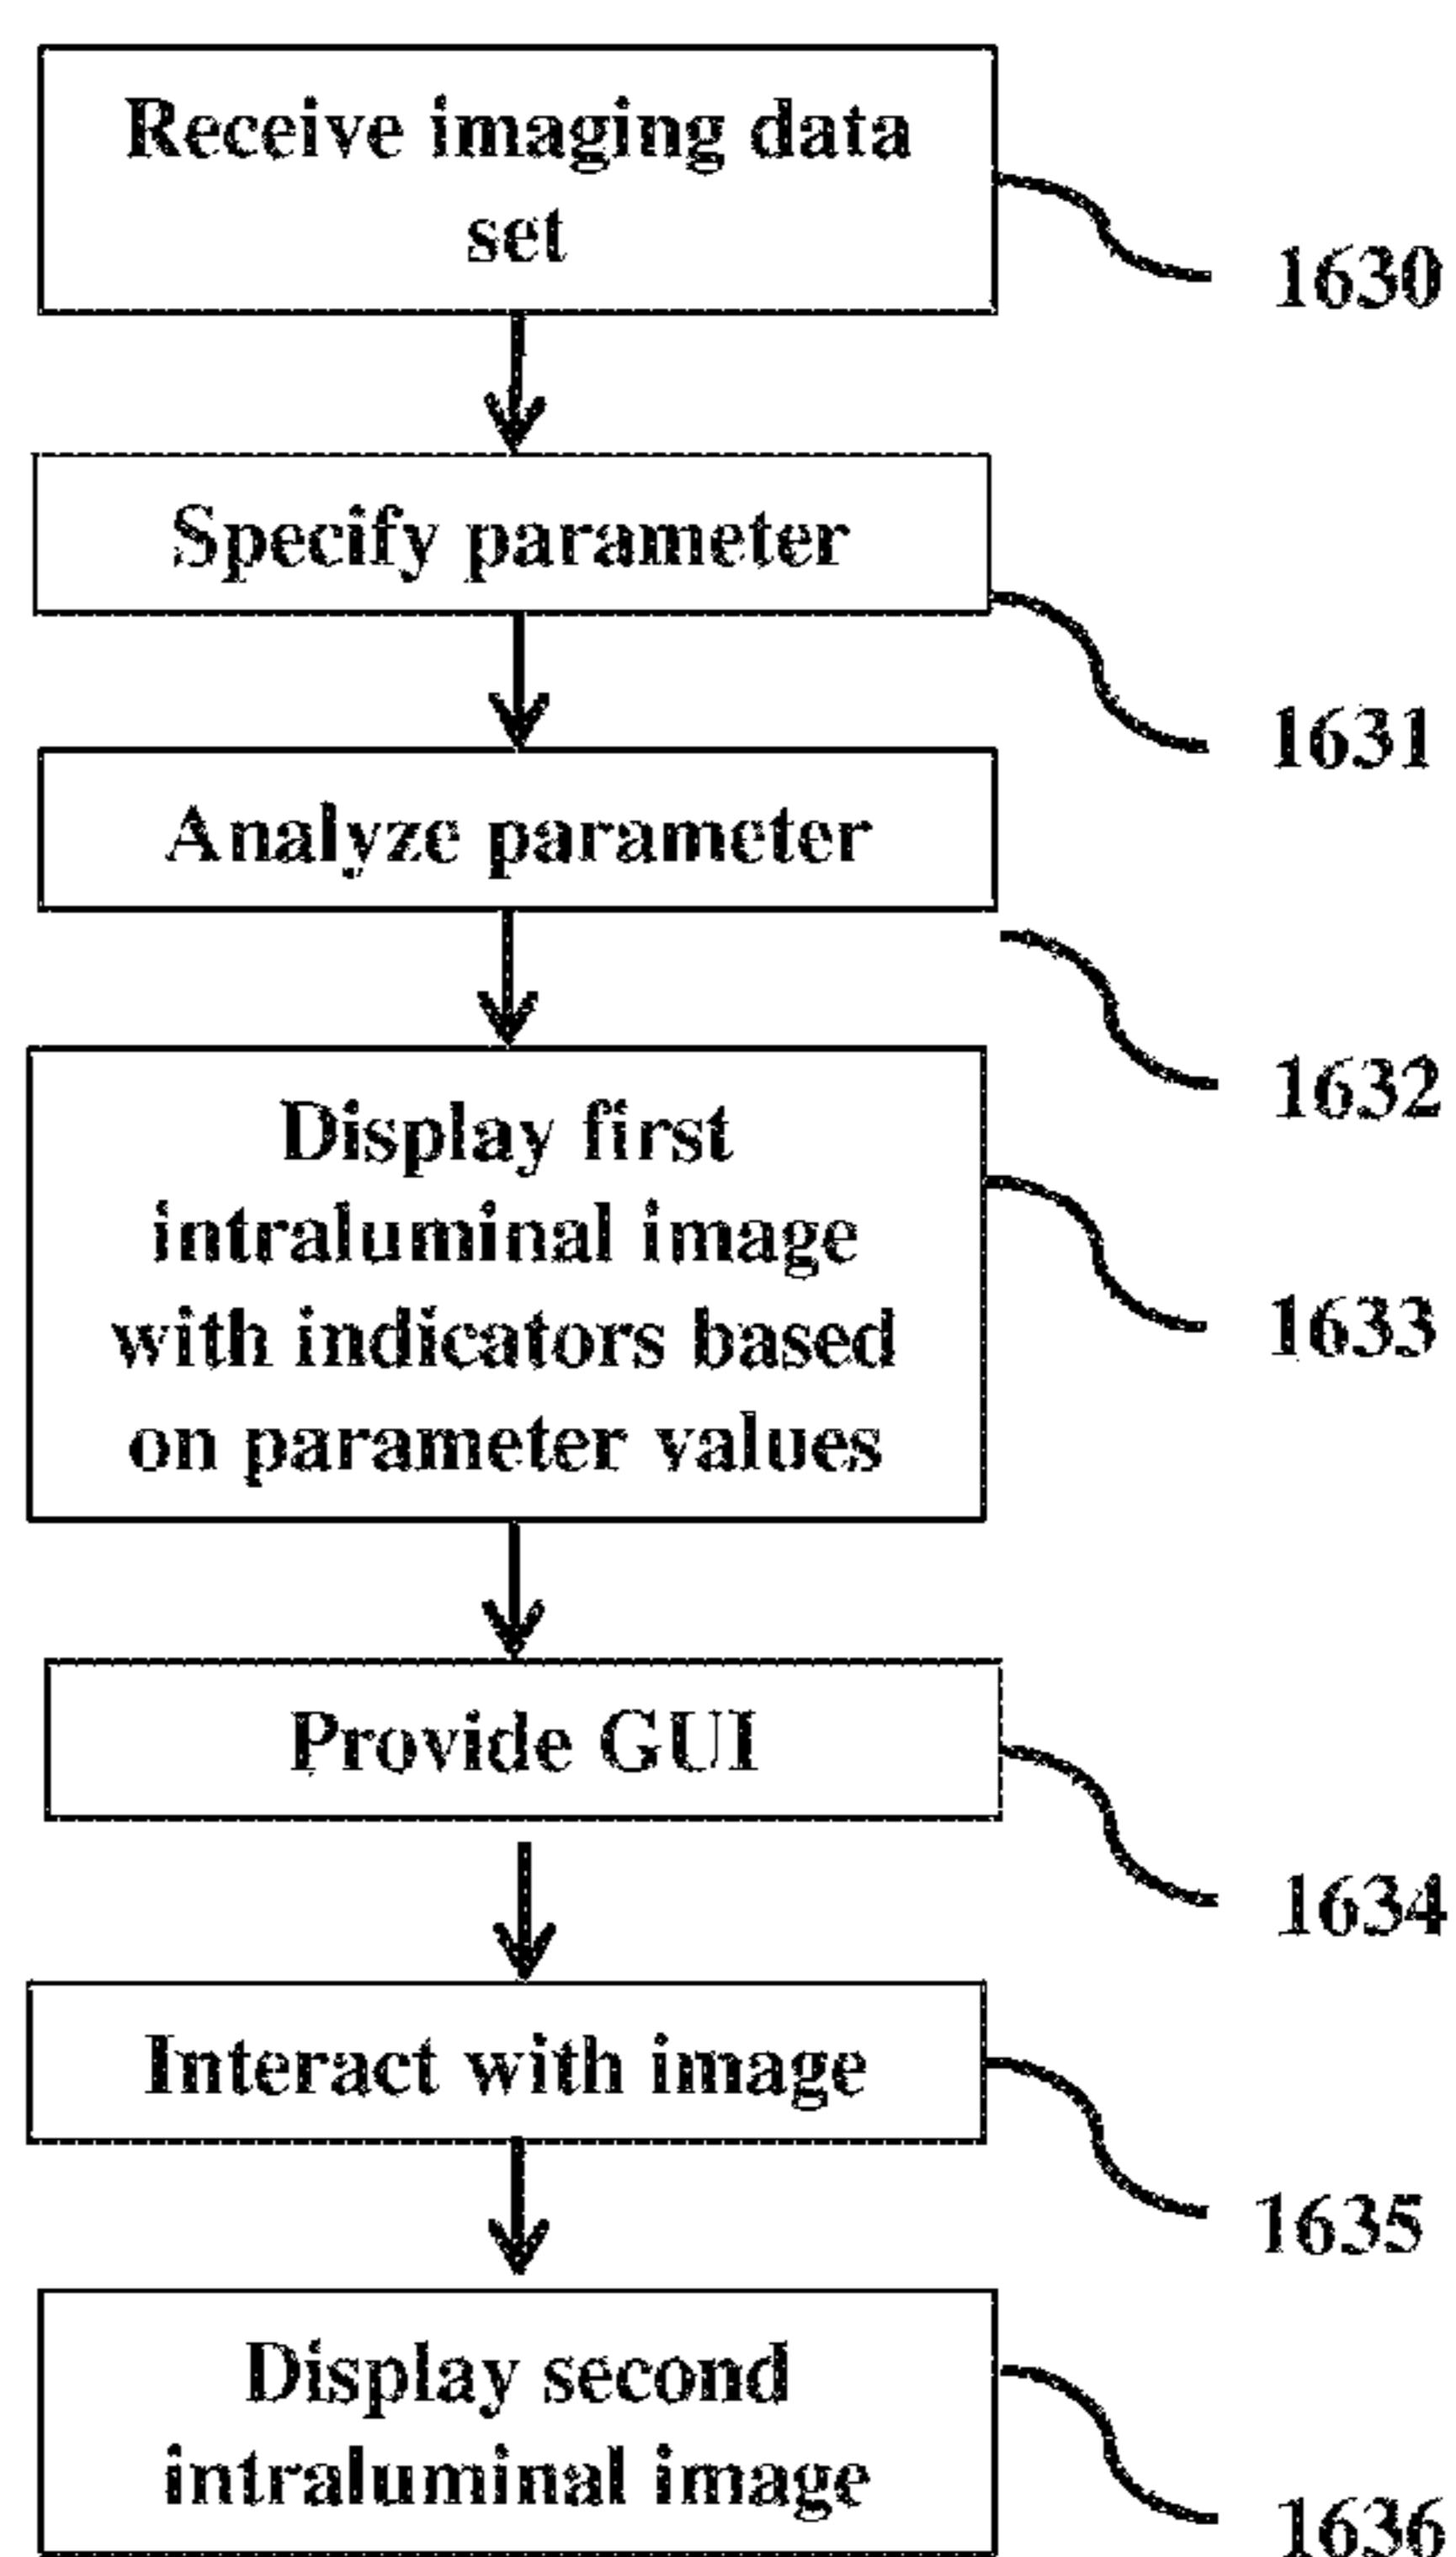 Receive imaging data
set
1630
Specify parameter
1631
Analyze parameter
1632
Display first
intraluminal image
with indicators based
on parameter values
1633
Provide GUI
1634
Interact with image
1635
Display second
intraluminal image
1636